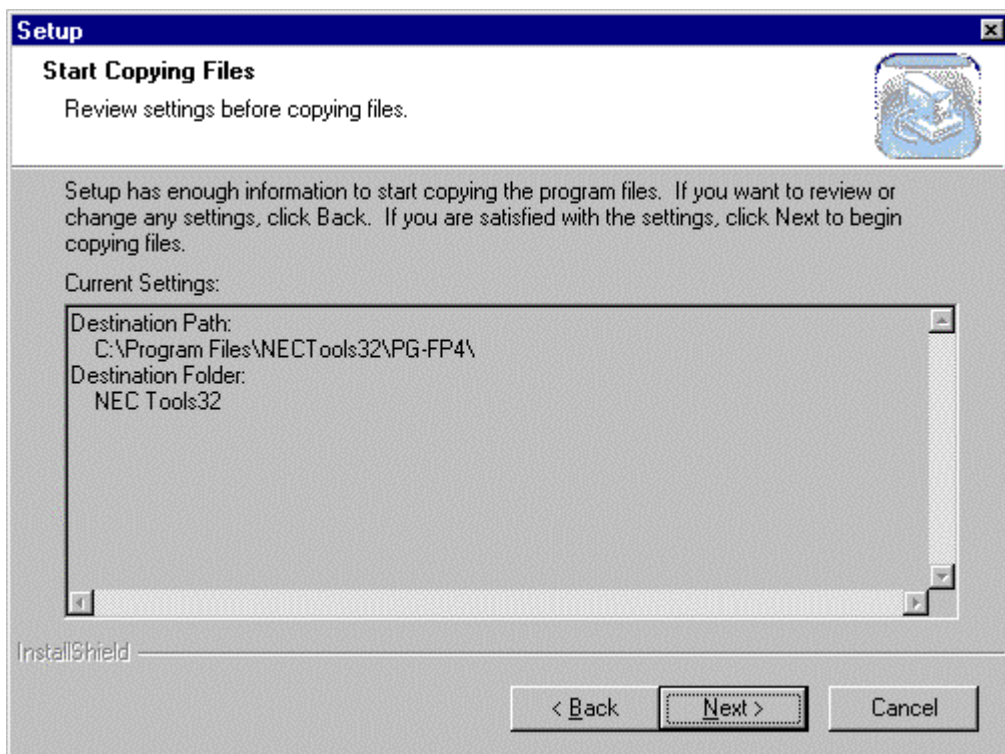 Setup
Start Copying Files
Review settings before copying files.
Setup has enough information to start copying the program files.  If you want to review or
change any settings, click Back.  If you are satisfied with the settings, click Next to begin
copying files.
Current Settings:
Destination Path:
C:\Program Files\NECTools32\PG-FP4\
Destination Folder:
NEC Tools32
InstallShield
< Back
Next >
Cancel